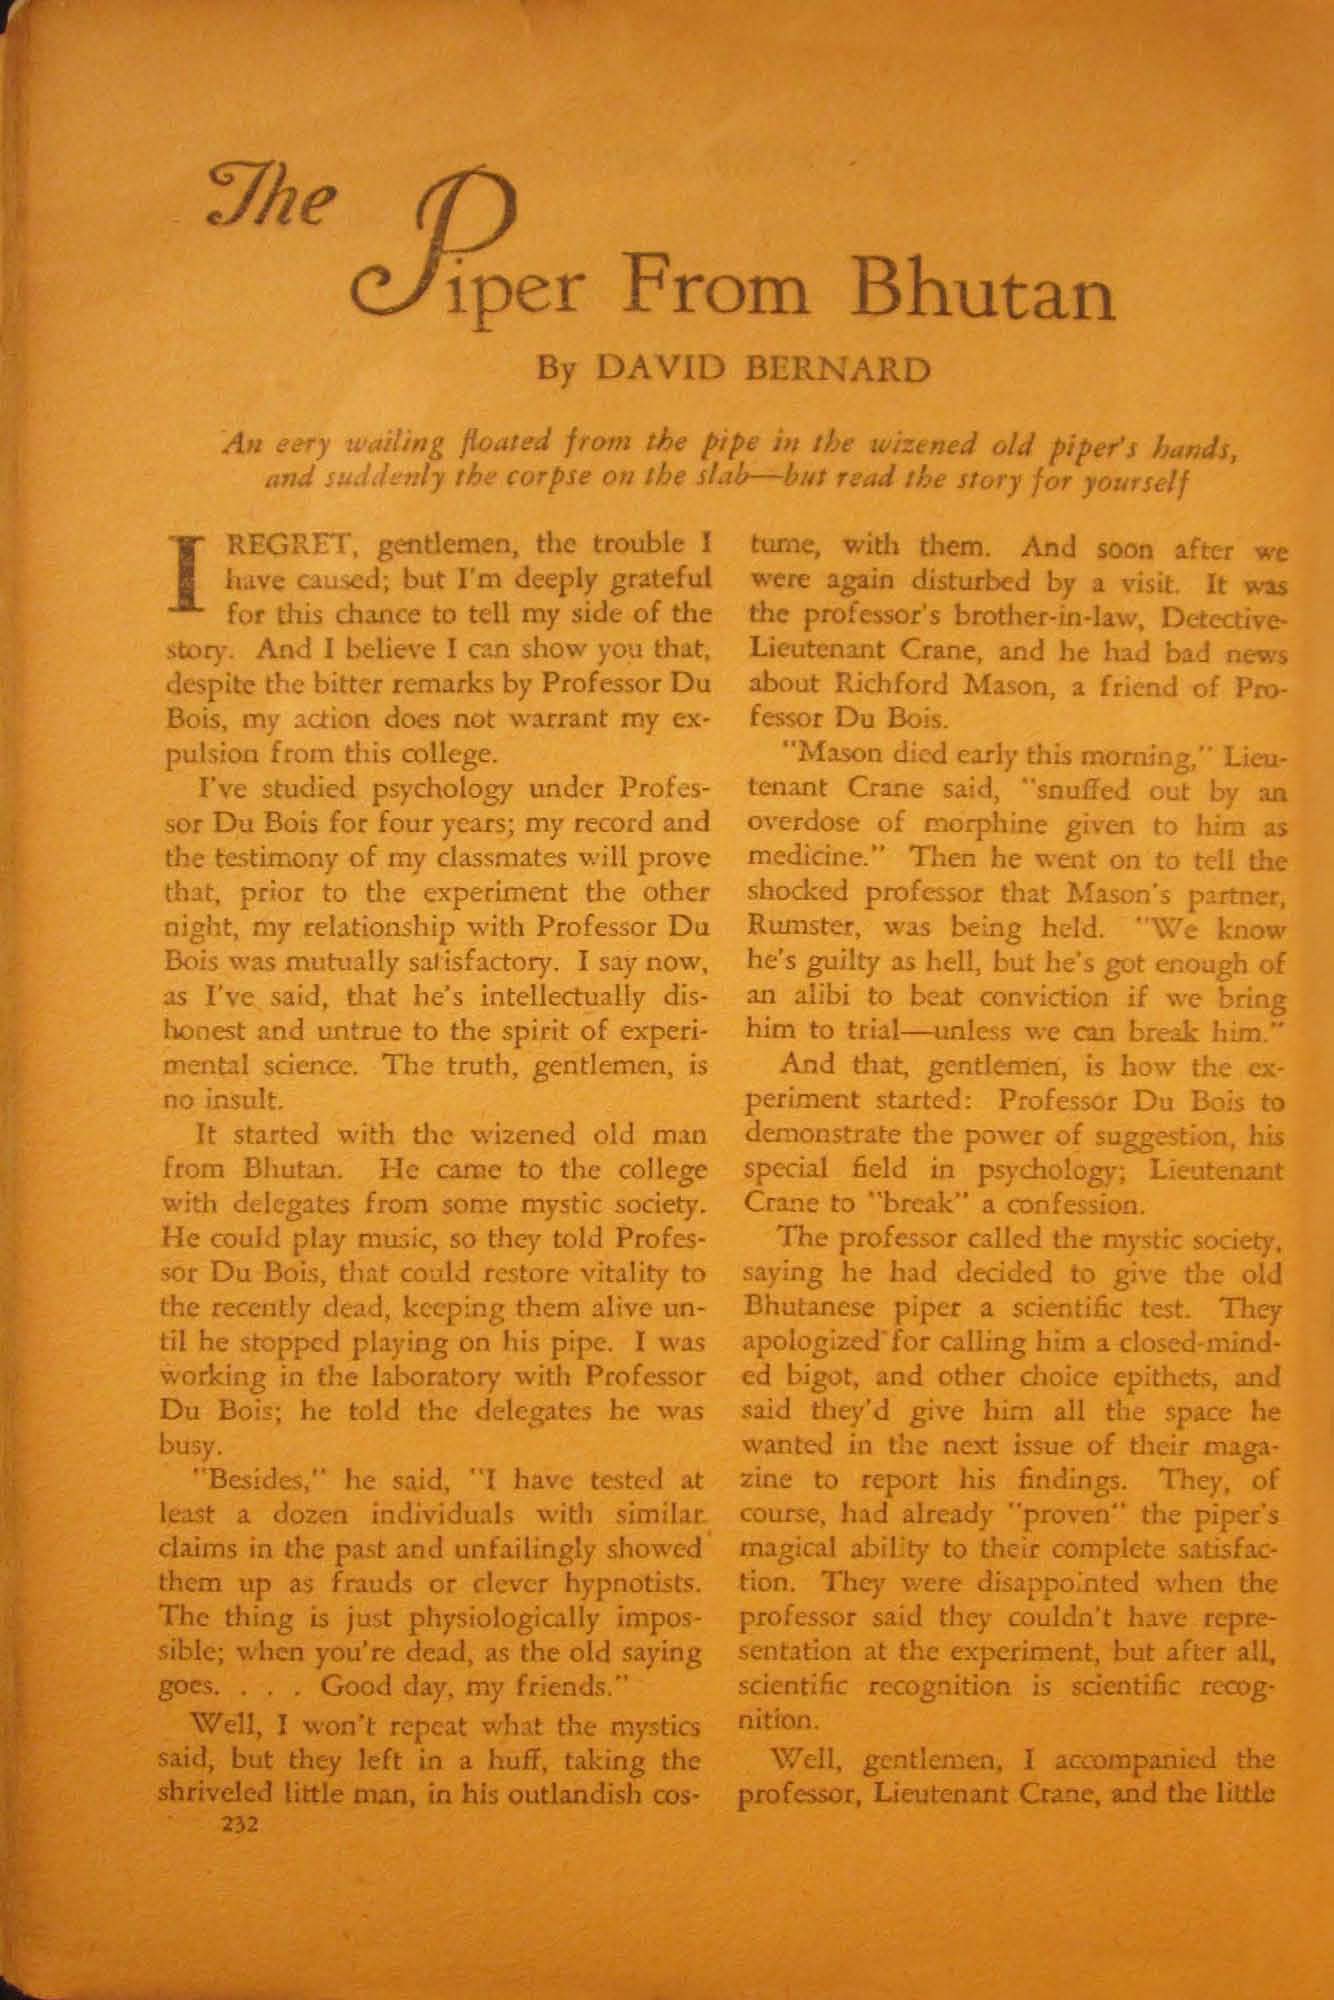 The
Piper From Bhutan
By DAVID BERNARD
An eery wailing floated from the pipe in the wizened old piper's hands,
and suddenly the corpse on the slab—but read the story for yourself
I REGRET, gentlemen, the trouble I
have caused; but I'm deeply grateful
for this chance to tell my side of the
story. And I believe I can show you that,
despite the bitter remarks by Professor Du
Bois, my action does not warrant my ex-
pulsion from this college.
I've studied psychology under Profes-
sor Du Bois for four years; my record and
the testimony of my classmates will prove
that, prior to the experiment the other
night, my relationship with Professor Du
Bois was mutually satisfactory. I say now,
as I've said, that he's intellectually dis-
honest and untrue to the spirit of experi-
mental science. The truth, gentlemen, is
no insult.
It started with the wizened old man
from Bhutan. He came to the college
with delegates from some mystic society.
He could play music, so they told Profes-
sor Du Bois, that could restore vitality to
the recently dead, keeping them alive un-
til he stopped playing on his pipe. I was
working in the laboratory with Professor
Du Bois; he told the delegates he was
busy.
"Besides," he said, "I have tested at
least a dozen individuals with similar
claims in the past and unfailingly showed
them up as frauds or clever hypnotists.
The thing is just physiologically impos-
sible; when you're dead, as the old saying
goes. . . . Good day, my friends."
Well, I won't repeat what the mystics
said, but they left in a huff, taking the
shriveled little man, in his outlandish cos-
232
tume, with them. And soon after we
were again disturbed by a visit. It was
the professor's brother-in-law, Detective-
Lieutenant Crane, and he had bad news
about Richford Mason, a friend of Pro-
fessor Du Bois.
"Mason died early this morning," Lieu-
tenant Crane said, "snuffed out by an
overdose of morphine given to him as
medicine." Then he went on to tell the
shocked professor that Mason's partner,
Rumster, was being held. "We know
he's guilty as hell, but he's got enough of
an alibi to beat conviction if we bring
him to trial—unless we can break him."
And that, gentlemen, is how the ex-
periment started: Professor Du Bois to
demonstrate the power of suggestion, his
special field in psychology; Lieutenant
Crane to "break" a confession.
The professor called the mystic society,
saying he had decided to give the old
Bhutanese piper a scientific test. They
apologized for calling him a closed-mind-
ed bigot, and other choice epithets, and
said they'd give him all the space he
wanted in the next issue of their maga-
zine to report his findings. They, of
course, had already "proven" the piper's
magical ability to their complete satisfac-
tion. They were disappointed when the
professor said they couldn't have repre-
sentation at the experiment, but after all,
scientific recognition is scientific recog-
nition.
Well, gentlemen, I accompanied the
professor, Lieutenant Crane, and the little